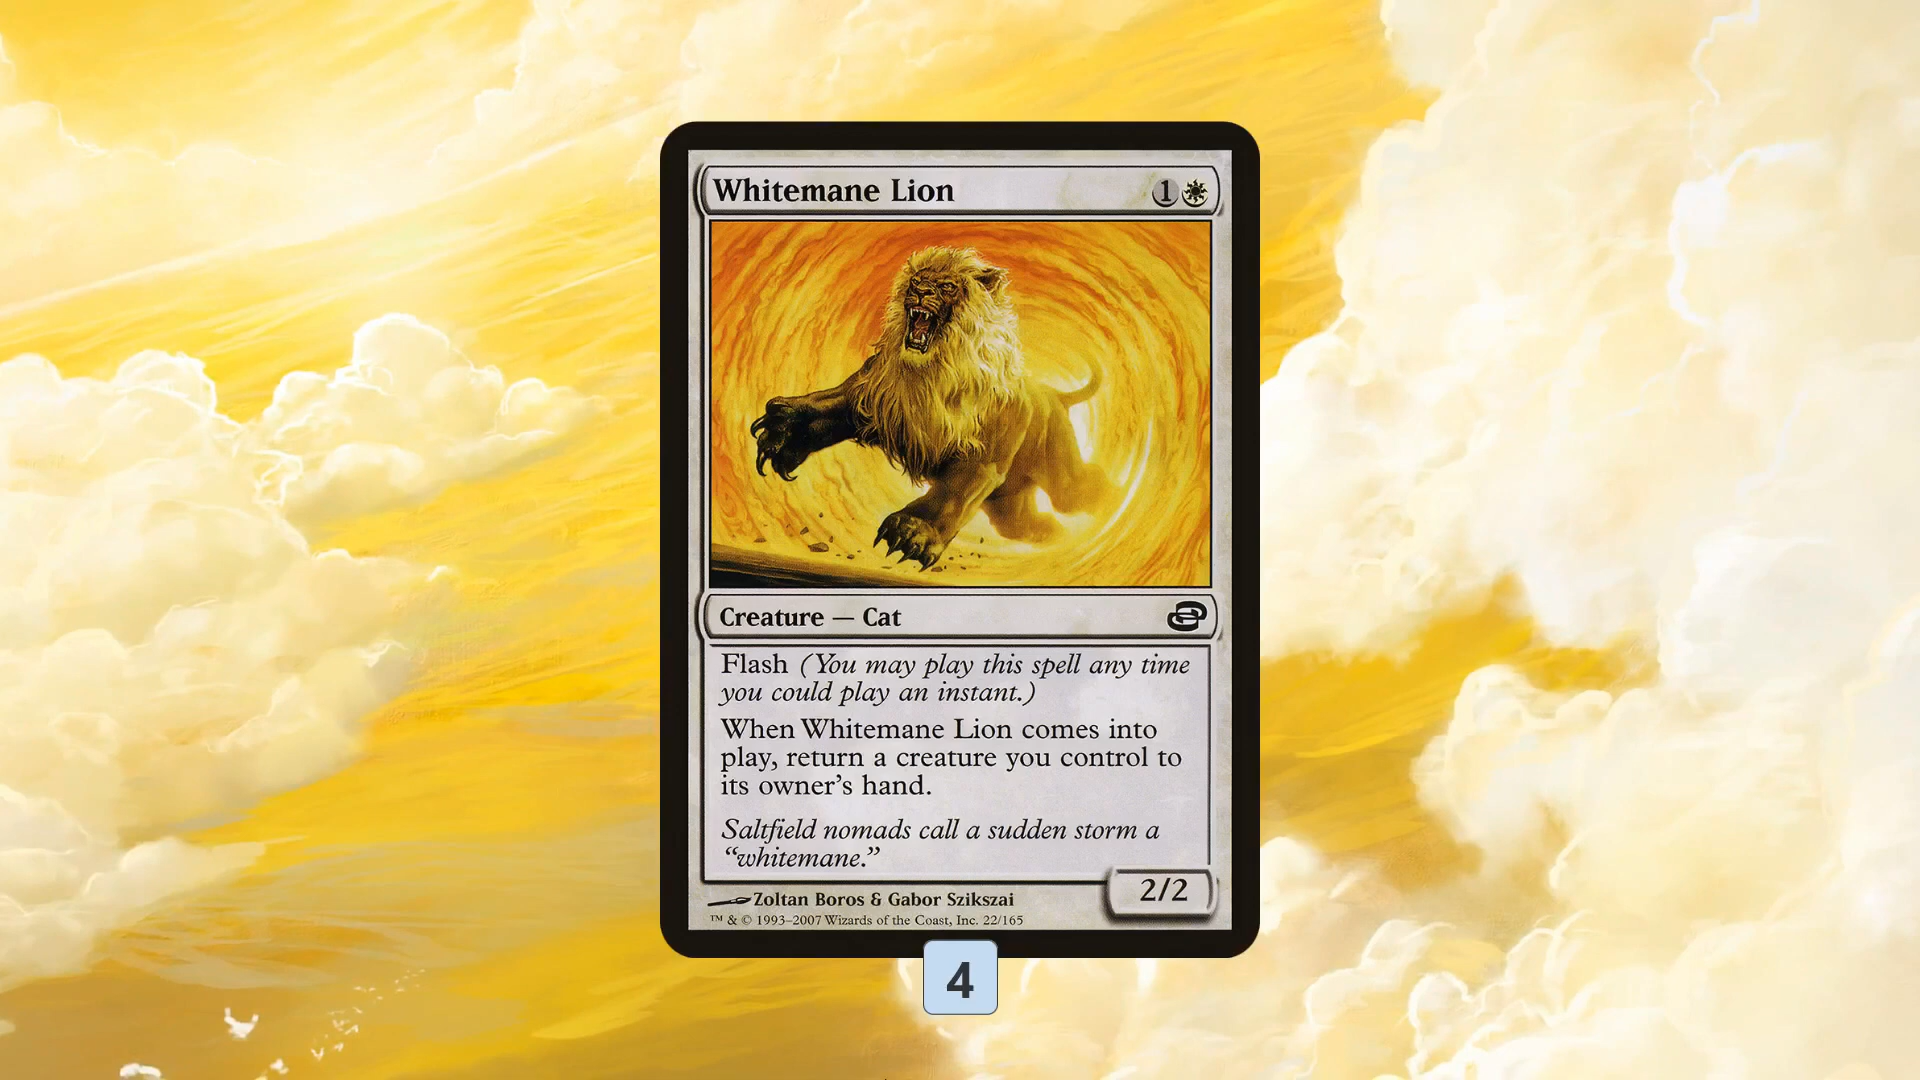 Whitemane Lion 1
Creature — Cat
Flash (You may play this spell any time
you could play an instant.)
When Whitemane Lion comes into
play, return a creature you control to
its owner's hand.
Saltfield nomads call a sudden storm a
“whitemane.”
2/2
Zoltan Boros & Gabor Szikszai
™ & © 1993–2007 Wizards of the Coast, Inc. 22/165
4